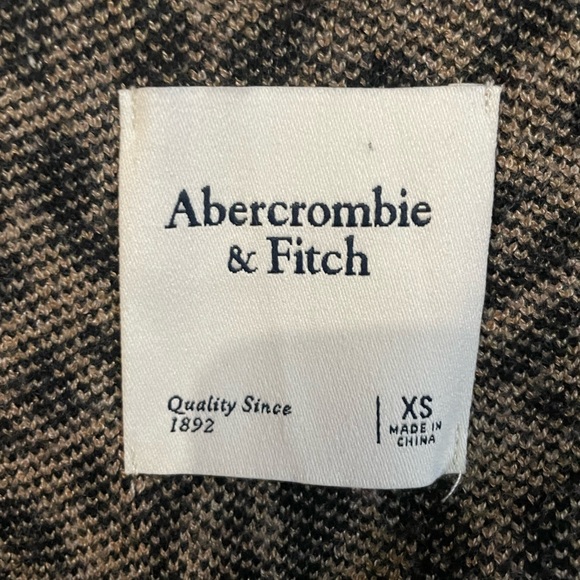 Abercrombie
& Fitch
Quality Since
1892
XS
MADE IN
CHINA